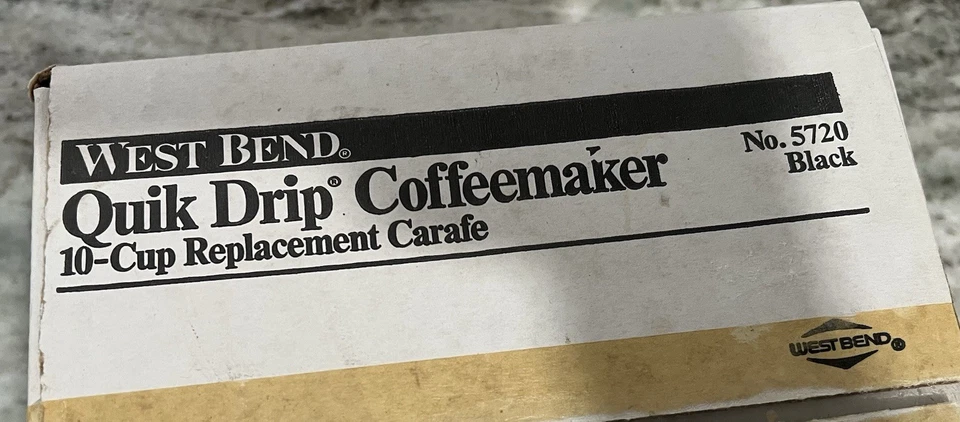 WEST BEND®
Quik Drip® Coffeemaker
10-Cup Replacement Carafe
No. 5720
Black
WEST BEND®